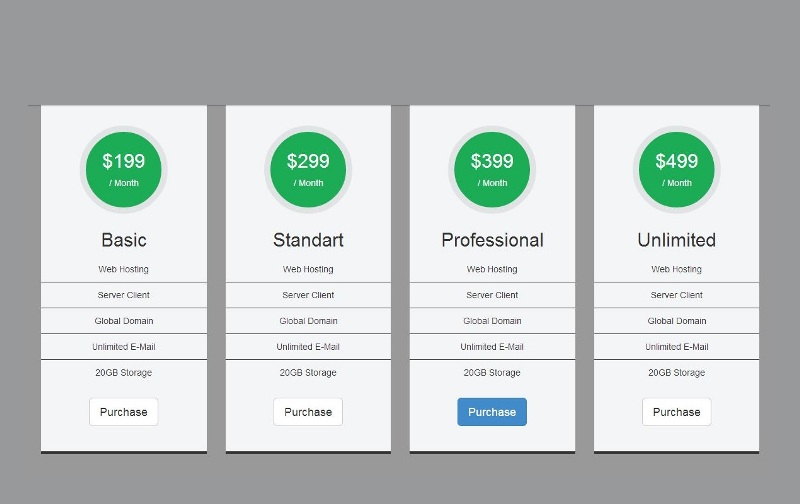 $199
/ Month
Basic
Web Hosting
Server Client
Global Domain
Unlimited E-Mail
20GB Storage
Purchase
$299
/ Month
Standart
Web Hosting
Server Client
Global Domain
Unlimited E-Mail
20GB Storage
Purchase
$399
/ Month
Professional
Web Hosting
Server Client
Global Domain
Unlimited E-Mail
20GB Storage
Purchase
$499
/ Month
Unlimited
Web Hosting
Server Client
Global Domain
Unlimited E-Mail
20GB Storage
Purchase